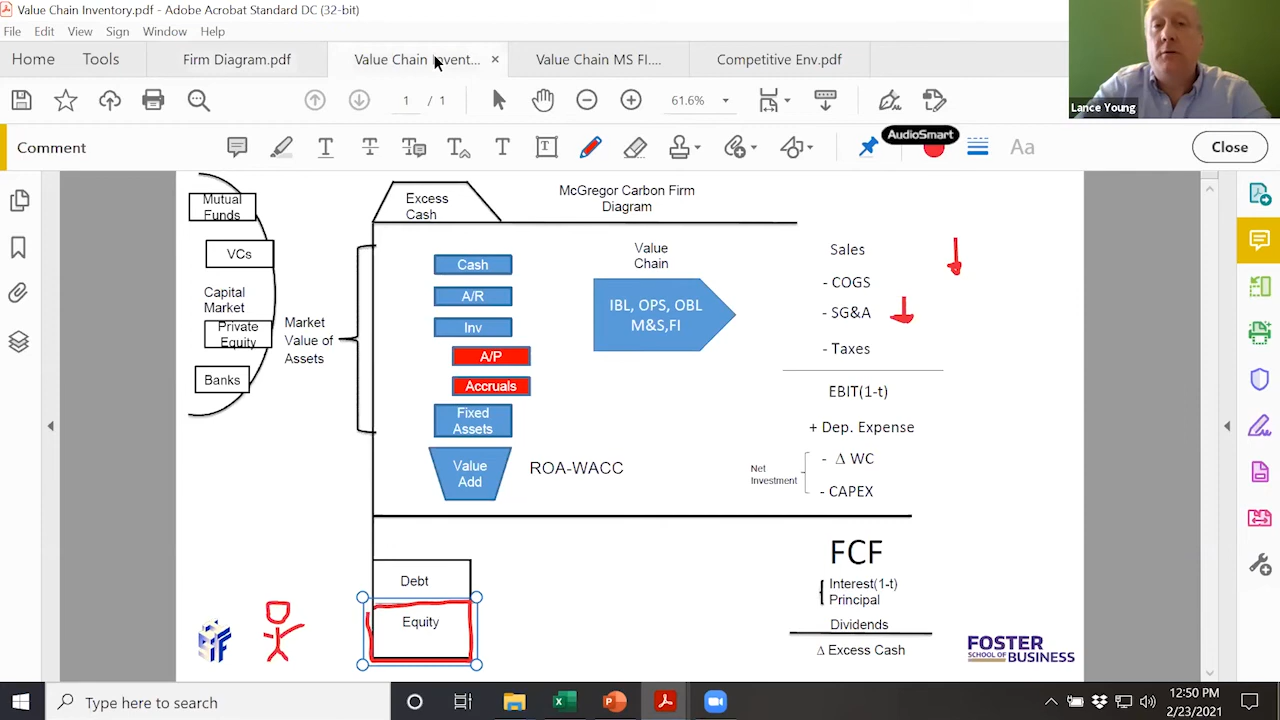 Value Chain Inventory.pdf - Adobe Acrobat Standard DC (32-bit)
File Edit View Sign Window Help
Home Tools Firm Diagram.pdf Value Chain Invent... × Value Chain MS FI.... Competitive Env.pdf
1 / 1 61.6%
Lance Young
AudioSmart
Comment Aa Close
Mutual
Funds
VCs
Capital
Market
Private
Equity
Banks
Market
Value of
Assets
Excess
Cash
McGregor Carbon Firm
Diagram
Cash
A/R
Inv
A/P
Accruals
Fixed
Assets
Value
Add
ROA-WACC
Value
Chain
IBL, OPS, OBL
M&S,FI
Sales
- COGS
- SG&A
- Taxes
EBIT(1-t)
+ Dep. Expense
Net
Investment
- Δ WC
- CAPEX
Debt
Equity
FCF
Interest(1-t)
Principal
Dividends
Δ Excess Cash
FOSTER
SCHOOL OF BUSINESS
Type here to search
12:50 PM
2/23/2021